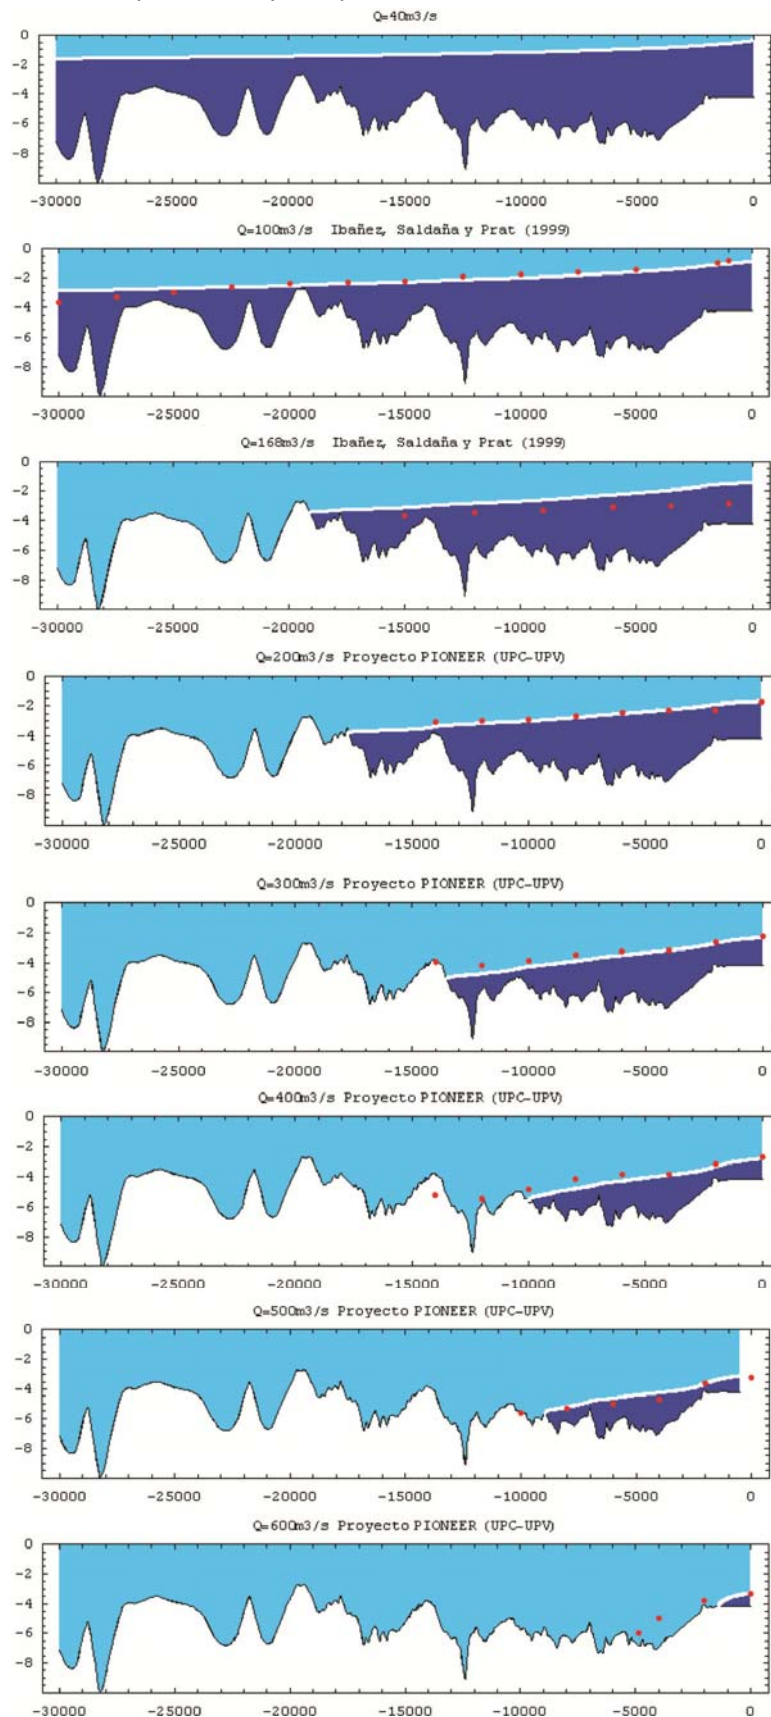 Q=40m3/s
0
-2
-4
-6
-8
-30000 -25000 -20000 -15000 -10000 -5000 0
Q=100m3/s Ibañez, Saldaña y Prat (1999)
0
-2
-4
-6
-8
-30000 -25000 -20000 -15000 -10000 -5000 0
Q=168m3/s Ibañez, Saldaña y Prat (1999)
0
-2
-4
-6
-8
-30000 -25000 -20000 -15000 -10000 -5000 0
Q=200m3/s Proyecto PIONEER (UPC-UPV)
0
-2
-4
-6
-8
-30000 -25000 -20000 -15000 -10000 -5000 0
Q=300m3/s Proyecto PIONEER (UPC-UPV)
0
-2
-4
-6
-8
-30000 -25000 -20000 -15000 -10000 -5000 0
Q=400m3/s Proyecto PIONEER (UPC-UPV)
0
-2
-4
-6
-8
-30000 -25000 -20000 -15000 -10000 -5000 0
Q=500m3/s Proyecto PIONEER (UPC-UPV)
0
-2
-4
-6
-8
-30000 -25000 -20000 -15000 -10000 -5000 0
Q=600m3/s Proyecto PIONEER (UPC-UPV)
0
-2
-4
-6
-8
-30000 -25000 -20000 -15000 -10000 -5000 0